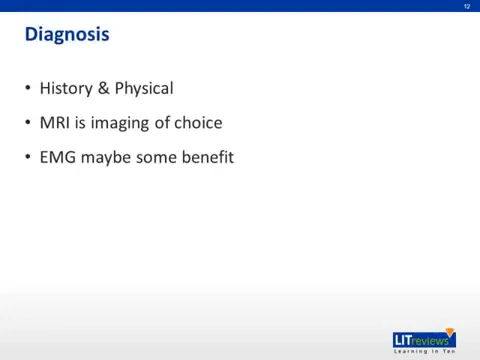 12
Diagnosis
• History & Physical
• MRI is imaging of choice
• EMG maybe some benefit
LITreviews
Learning In Ten